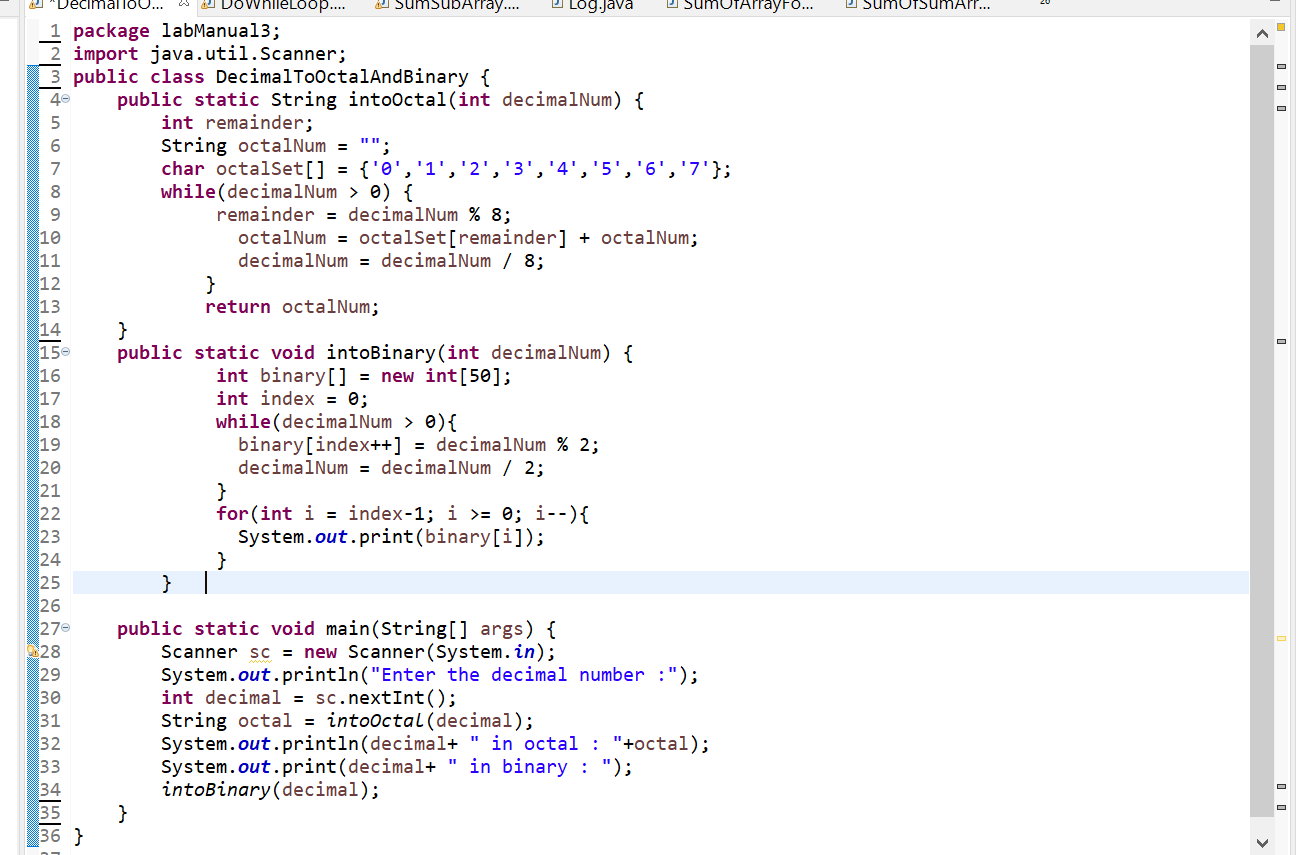 *DecimalToO... DoWhileLoop.... SumSubArray.... Log.java SumOfArrayFo... SumOfSumArr... 26
1 package labManual3;
2 import java.util.Scanner;
3 public class DecimalToOctalAndBinary {
4 public static String intoOctal(int decimalNum) {
5 int remainder;
6 String octalNum = "";
7 char octalSet[] = {'0','1','2','3','4','5','6','7'};
8 while(decimalNum > 0) {
9 remainder = decimalNum % 8;
10 octalNum = octalSet[remainder] + octalNum;
11 decimalNum = decimalNum / 8;
12 }
13 return octalNum;
14 }
15 public static void intoBinary(int decimalNum) {
16 int binary[] = new int[50];
17 int index = 0;
18 while(decimalNum > 0){
19 binary[index++] = decimalNum % 2;
20 decimalNum = decimalNum / 2;
21 }
22 for(int i = index-1; i >= 0; i--){
23 System.out.print(binary[i]);
24 }
25 }
26
27 public static void main(String[] args) {
28 Scanner sc = new Scanner(System.in);
29 System.out.println("Enter the decimal number :");
30 int decimal = sc.nextInt();
31 String octal = intoOctal(decimal);
32 System.out.println(decimal+ " in octal : "+octal);
33 System.out.print(decimal+ " in binary : ");
34 intoBinary(decimal);
35 }
36 }